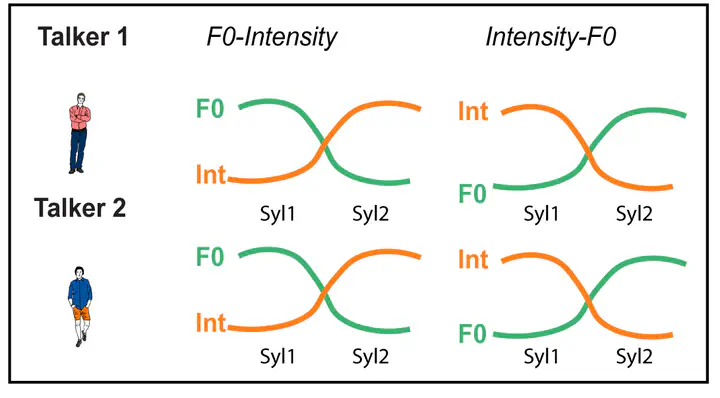 Talker 1
F0-Intensity
Intensity-F0
F0
Int
Int
F0
Syl1 Syl2
Syl1 Syl2
Talker 2
F0
Int
Int
F0
Syl1 Syl2
Syl1 Syl2